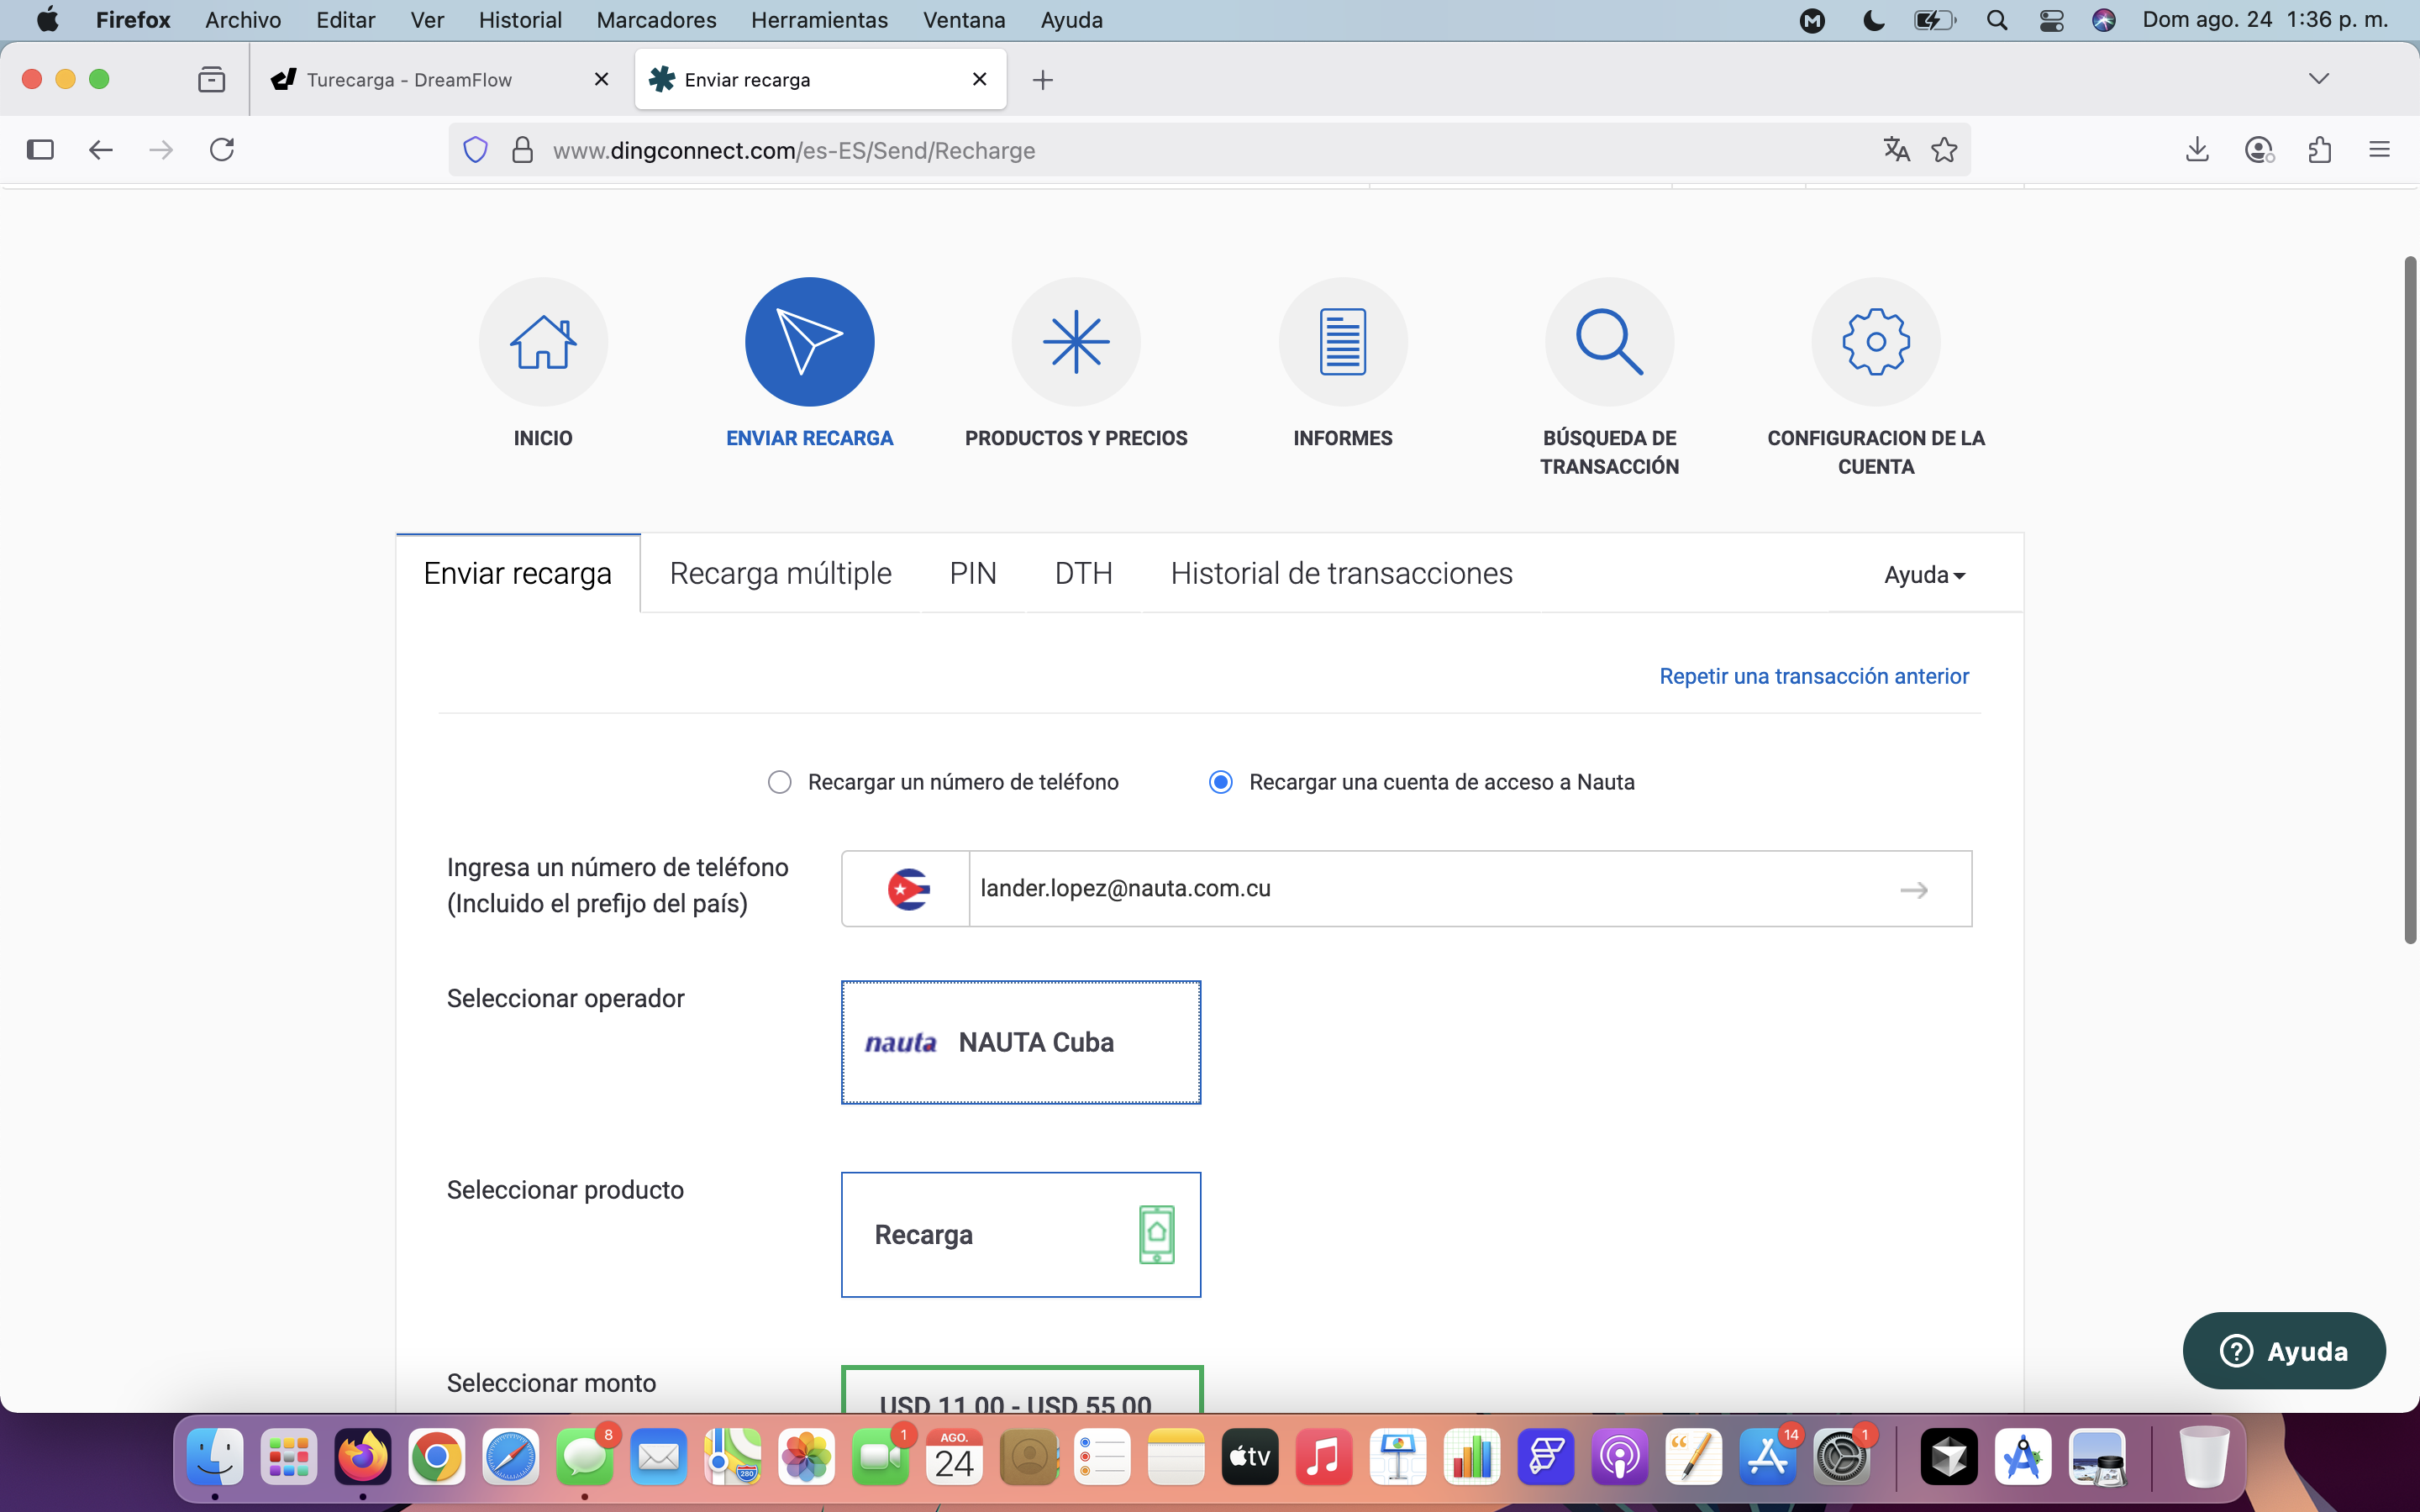 Firefox Archivo Editar Ver Historial Marcadores Herramientas Ventana Ayuda Dom ago. 24 1:36 p. m.
Turecarga - DreamFlow
Enviar recarga
www.dingconnect.com/es-ES/Send/Recharge
INICIO
ENVIAR RECARGA
PRODUCTOS Y PRECIOS
INFORMES
BÚSQUEDA DE
TRANSACCIÓN
CONFIGURACION DE LA
CUENTA
Enviar recarga
Recarga múltiple
PIN
DTH
Historial de transacciones
Ayuda
Repetir una transacción anterior
Recargar un número de teléfono
Recargar una cuenta de acceso a Nauta
Ingresa un número de teléfono
(Incluido el prefijo del país)
lander.lopez@nauta.com.cu
Seleccionar operador
nauta NAUTA Cuba
Seleccionar producto
Recarga
Seleccionar monto
USD 11.00 - USD 55.00
Ayuda
8
1
AGO.
24
tv
14
1
280